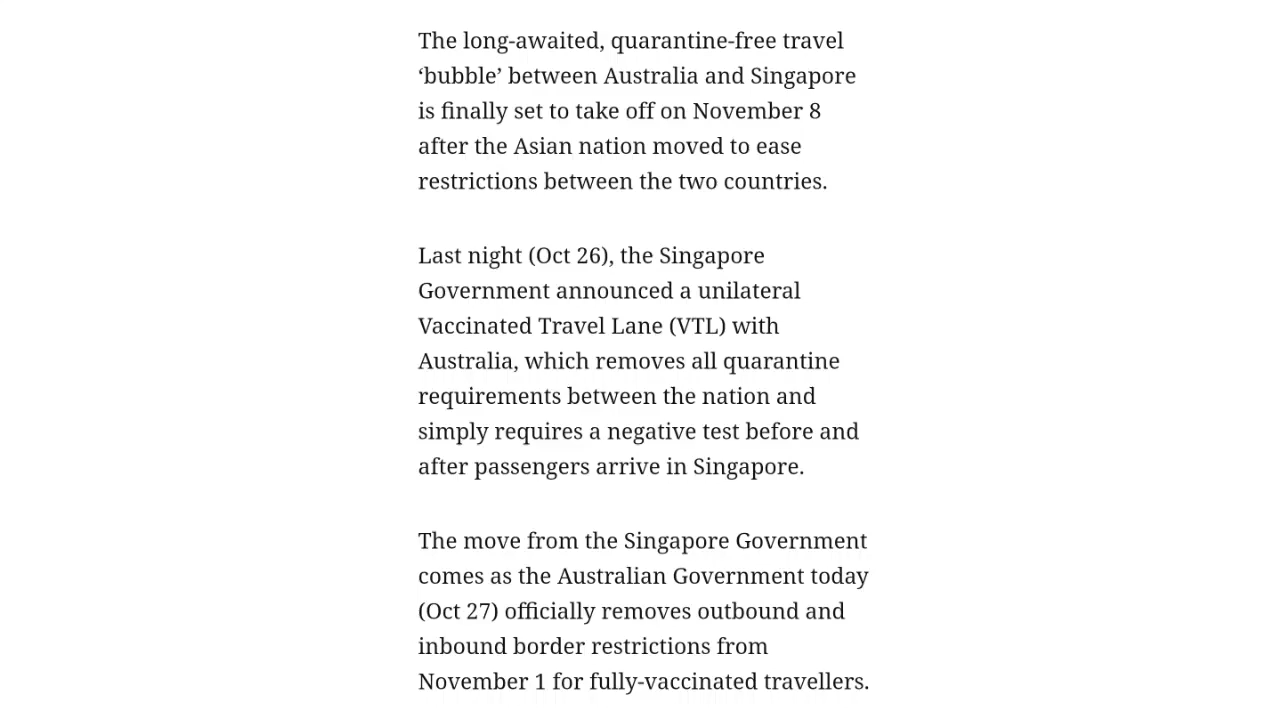 The long-awaited, quarantine-free travel
‘bubble’ between Australia and Singapore
is finally set to take off on November 8
after the Asian nation moved to ease
restrictions between the two countries.
Last night (Oct 26), the Singapore
Government announced a unilateral
Vaccinated Travel Lane (VTL) with
Australia, which removes all quarantine
requirements between the nation and
simply requires a negative test before and
after passengers arrive in Singapore.
The move from the Singapore Government
comes as the Australian Government today
(Oct 27) officially removes outbound and
inbound border restrictions from
November 1 for fully-vaccinated travellers.